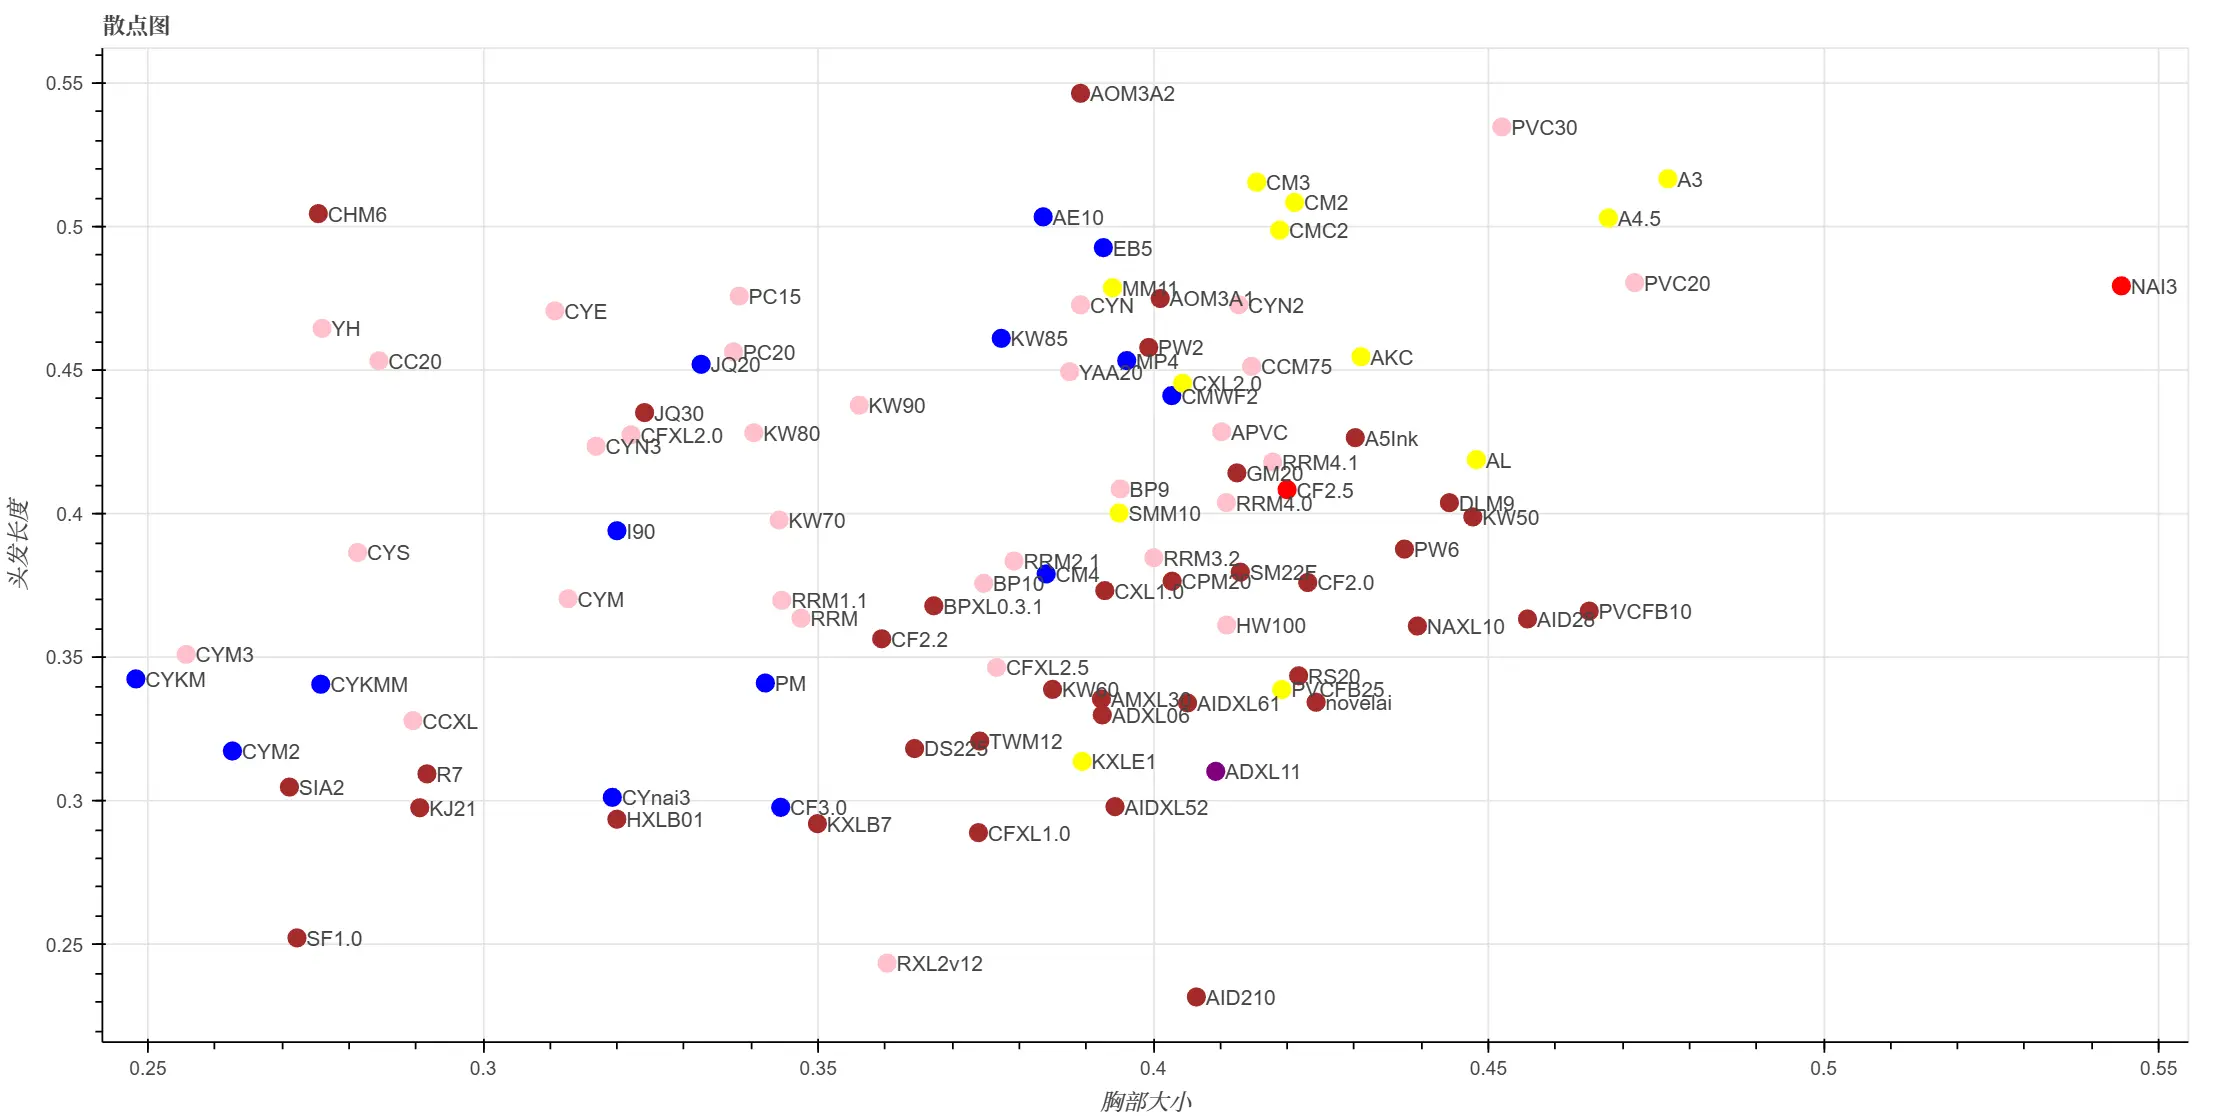 散点图
0.55
0.5
0.45
0.4
0.35
0.3
0.25
头发长度
AOM3A2
PVC30
A3
CM3
CM2
CHM6
AE10
A4.5
CMC2
EB5
PVC20
NAI3
MM11
PC15
AOM3A1
CYN
CYN2
CYE
YH
KW85
PW2
PC20
AKC
CC20
MP4
JQ20
CCM75
YAA20
CXL2.0
CMWF2
KW90
JQ30
APVC
KW80
CFXL2.0
A5Ink
CYN3
AL
RRM4.1
GM20
BP9
CF2.5
RRM4.0
DLM9
SMM10
KW50
KW70
I90
PW6
CYS
RRM3.2
RRM2.1
SM22F
CM4
CPM20
CF2.0
BP10
CXL1.0
CYM
RRM1.1
BPXL0.3.1
PVCFB10
RRM
AID28
HW100
NAXL10
CF2.2
CYM3
CFXL2.5
RS20
CYKM
PM
CYKMM
KW60
PVCFB25
AMXL30
novelai
AIDXL61
ADXL06
CCXL
TWM12
DS225
CYM2
KXLE1
ADXL11
R7
SIA2
CYnai3
CF3.0
AIDXL52
KJ21
HXLB01
KXLB7
CFXL1.0
SF1.0
RXL2v12
AID210
0.25 0.3 0.35 0.4 0.45 0.5 0.55
胸部大小